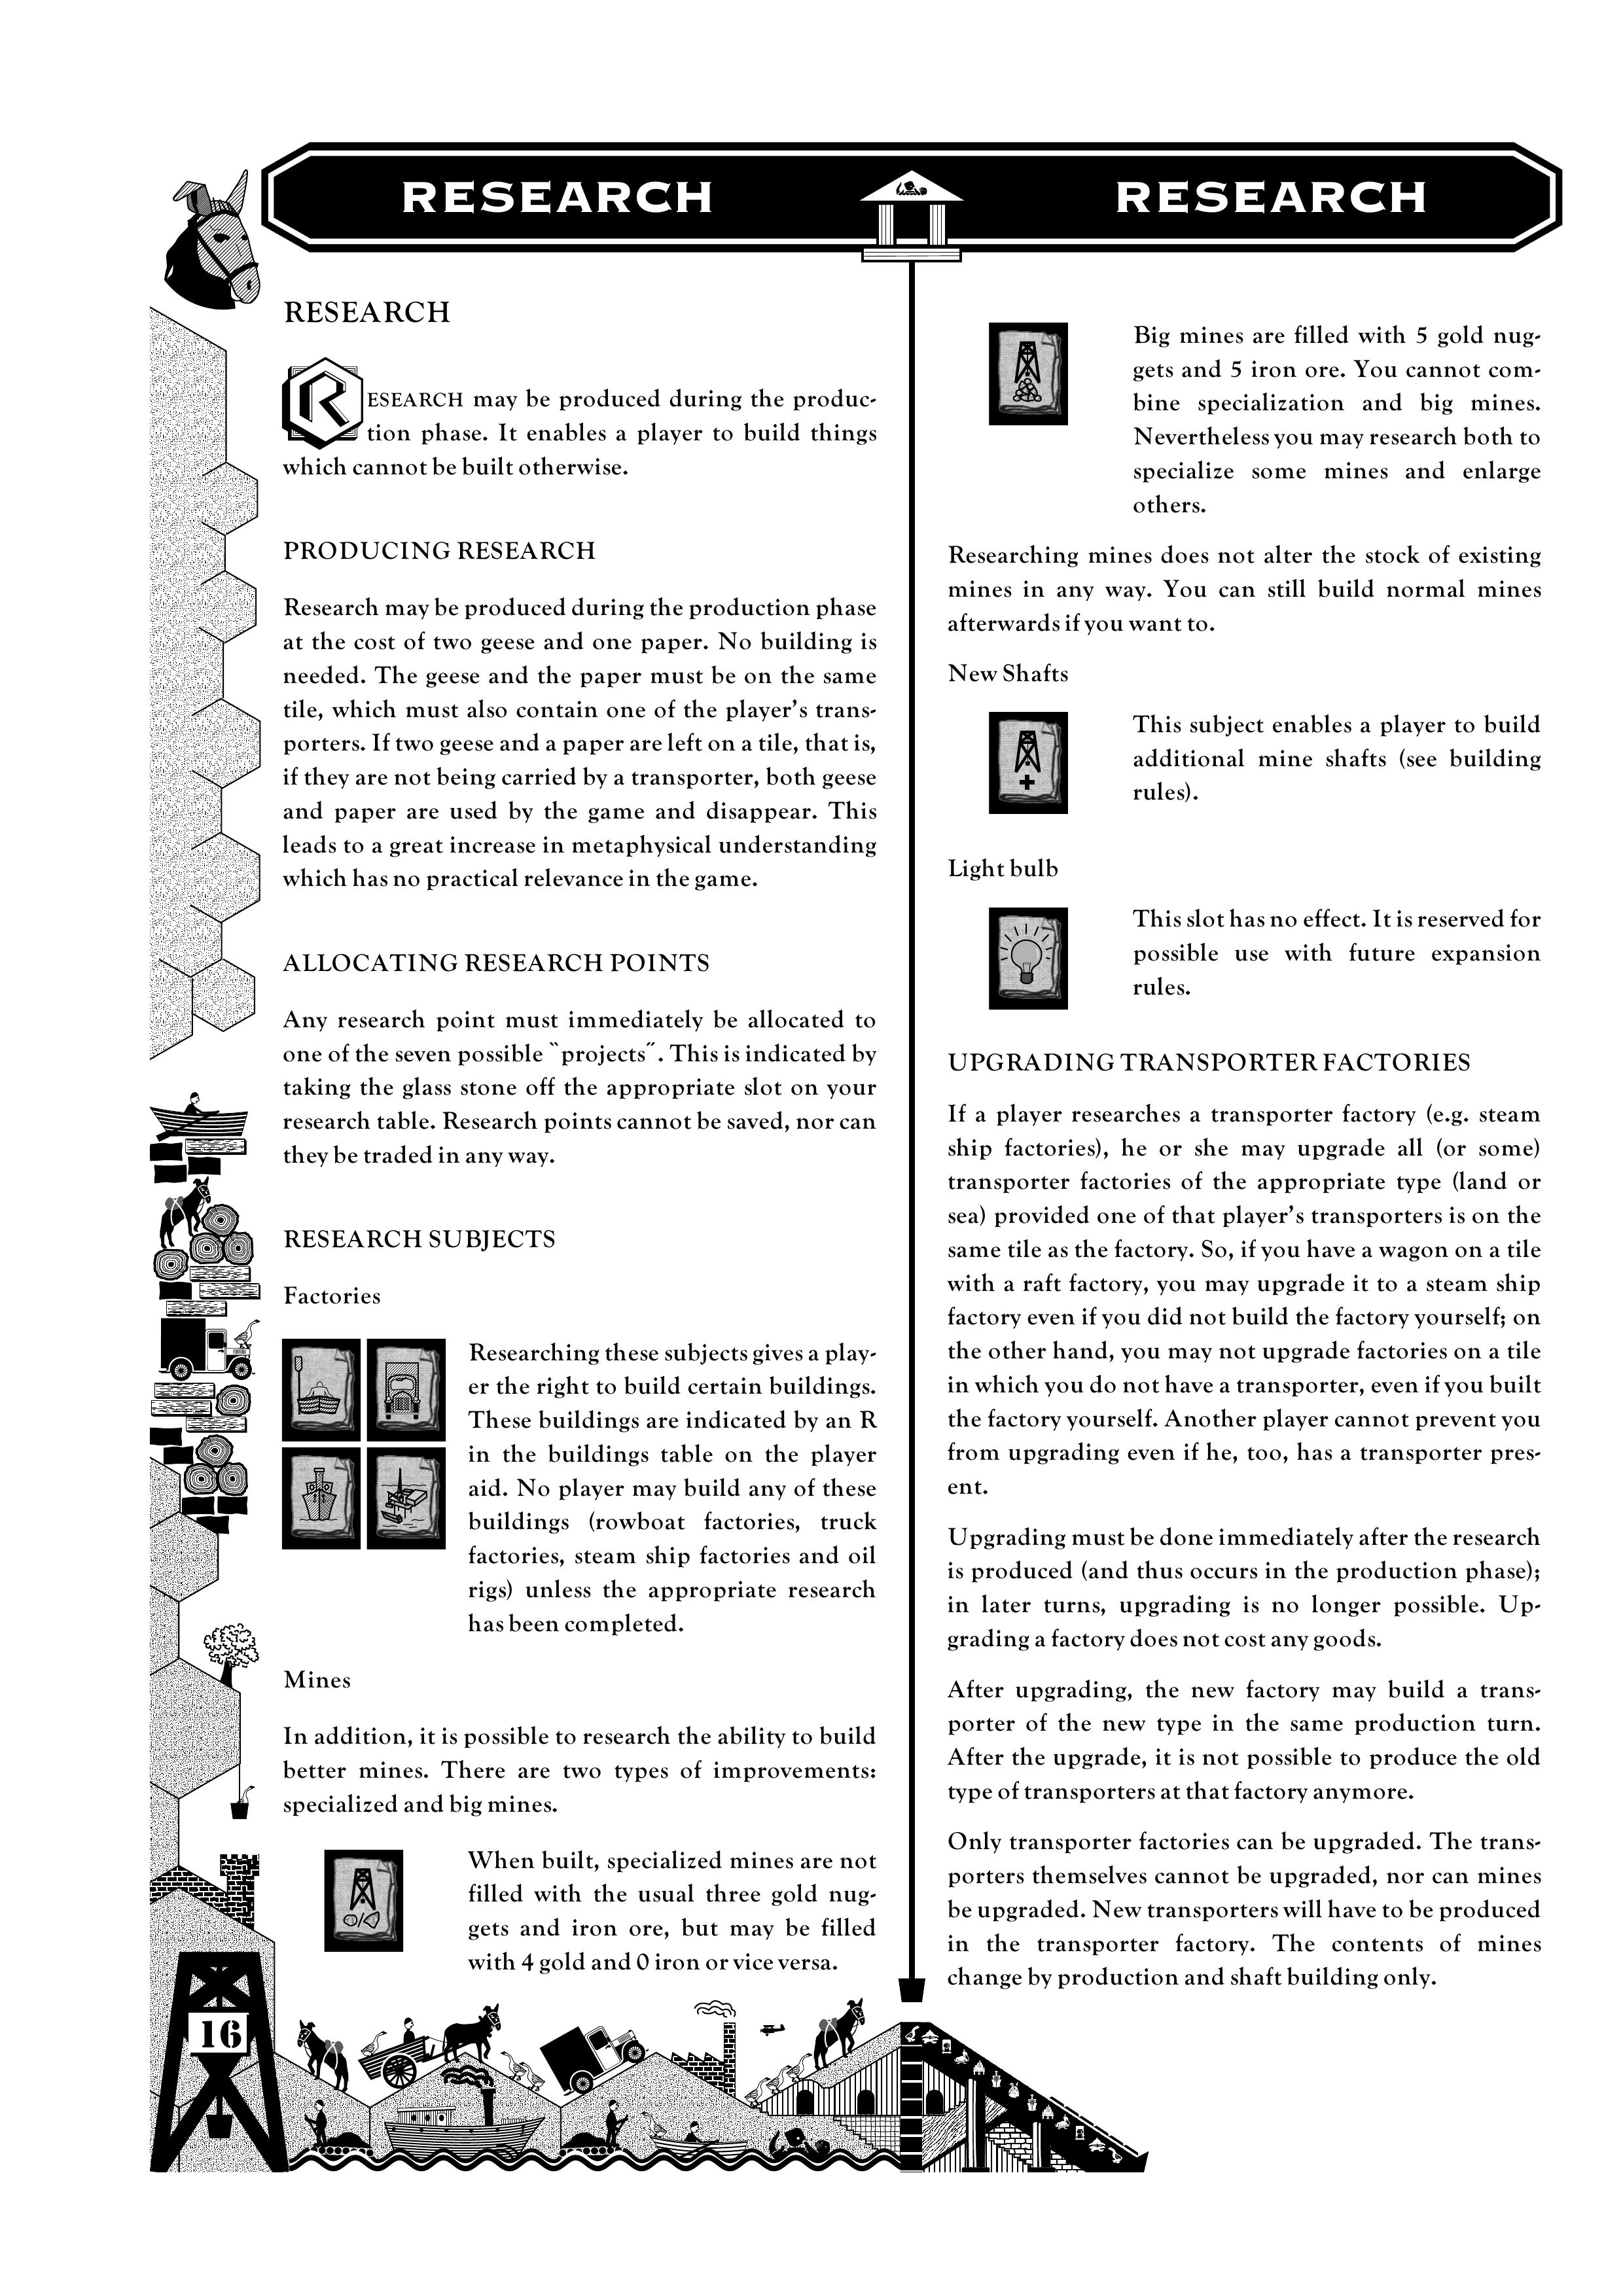 RESEARCH RESEARCH
RESEARCH
RESEARCH may be produced during the produc-
tion phase. It enables a player to build things
which cannot be built otherwise.
PRODUCING RESEARCH
Research may be produced during the production phase
at the cost of two geese and one paper. No building is
needed. The geese and the paper must be on the same
tile, which must also contain one of the player's trans-
porters. If two geese and a paper are left on a tile, that is,
if they are not being carried by a transporter, both geese
and paper are used by the game and disappear. This
leads to a great increase in metaphysical understanding
which has no practical relevance in the game.
ALLOCATING RESEARCH POINTS
Any research point must immediately be allocated to
one of the seven possible ``projects˝. This is indicated by
taking the glass stone off the appropriate slot on your
research table. Research points cannot be saved, nor can
they be traded in any way.
RESEARCH SUBJECTS
Factories
Researching these subjects gives a play-
er the right to build certain buildings.
These buildings are indicated by an R
in the buildings table on the player
aid. No player may build any of these
buildings (rowboat factories, truck
factories, steam ship factories and oil
rigs) unless the appropriate research
has been completed.
Mines
In addition, it is possible to research the ability to build
better mines. There are two types of improvements:
specialized and big mines.
When built, specialized mines are not
filled with the usual three gold nug-
gets and iron ore, but may be filled
with 4 gold and 0 iron or vice versa.
Big mines are filled with 5 gold nug-
gets and 5 iron ore. You cannot com-
bine specialization and big mines.
Nevertheless you may research both to
specialize some mines and enlarge
others.
Researching mines does not alter the stock of existing
mines in any way. You can still build normal mines
afterwards if you want to.
New Shafts
This subject enables a player to build
additional mine shafts (see building
rules).
Light bulb
This slot has no effect. It is reserved for
possible use with future expansion
rules.
UPGRADING TRANSPORTER FACTORIES
If a player researches a transporter factory (e.g. steam
ship factories), he or she may upgrade all (or some)
transporter factories of the appropriate type (land or
sea) provided one of that player's transporters is on the
same tile as the factory. So, if you have a wagon on a tile
with a raft factory, you may upgrade it to a steam ship
factory even if you did not build the factory yourself; on
the other hand, you may not upgrade factories on a tile
in which you do not have a transporter, even if you built
the factory yourself. Another player cannot prevent you
from upgrading even if he, too, has a transporter pres-
ent.
Upgrading must be done immediately after the research
is produced (and thus occurs in the production phase);
in later turns, upgrading is no longer possible. Up-
grading a factory does not cost any goods.
After upgrading, the new factory may build a trans-
porter of the new type in the same production turn.
After the upgrade, it is not possible to produce the old
type of transporters at that factory anymore.
Only transporter factories can be upgraded. The trans-
porters themselves cannot be upgraded, nor can mines
be upgraded. New transporters will have to be produced
in the transporter factory. The contents of mines
change by production and shaft building only.
16